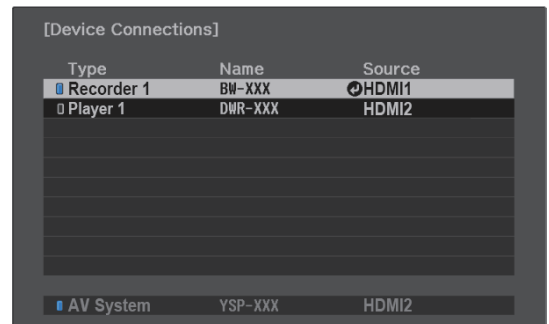 [Device Connections]
Type Name Source
Recorder 1 BW-XXX HDMI1
Player 1 DWR-XXX HDMI2
AV System YSP-XXX HDMI2